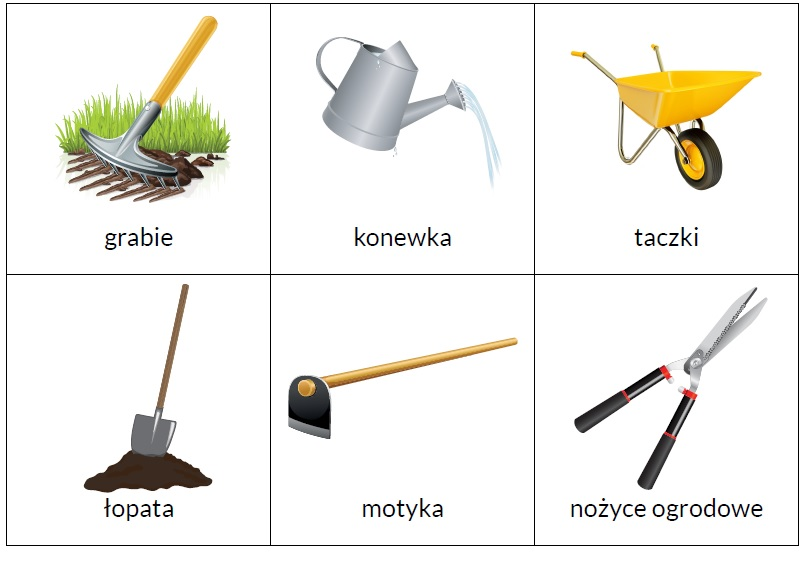 grabie
konewka
taczki
łopata
motyka
nożyce ogrodowe